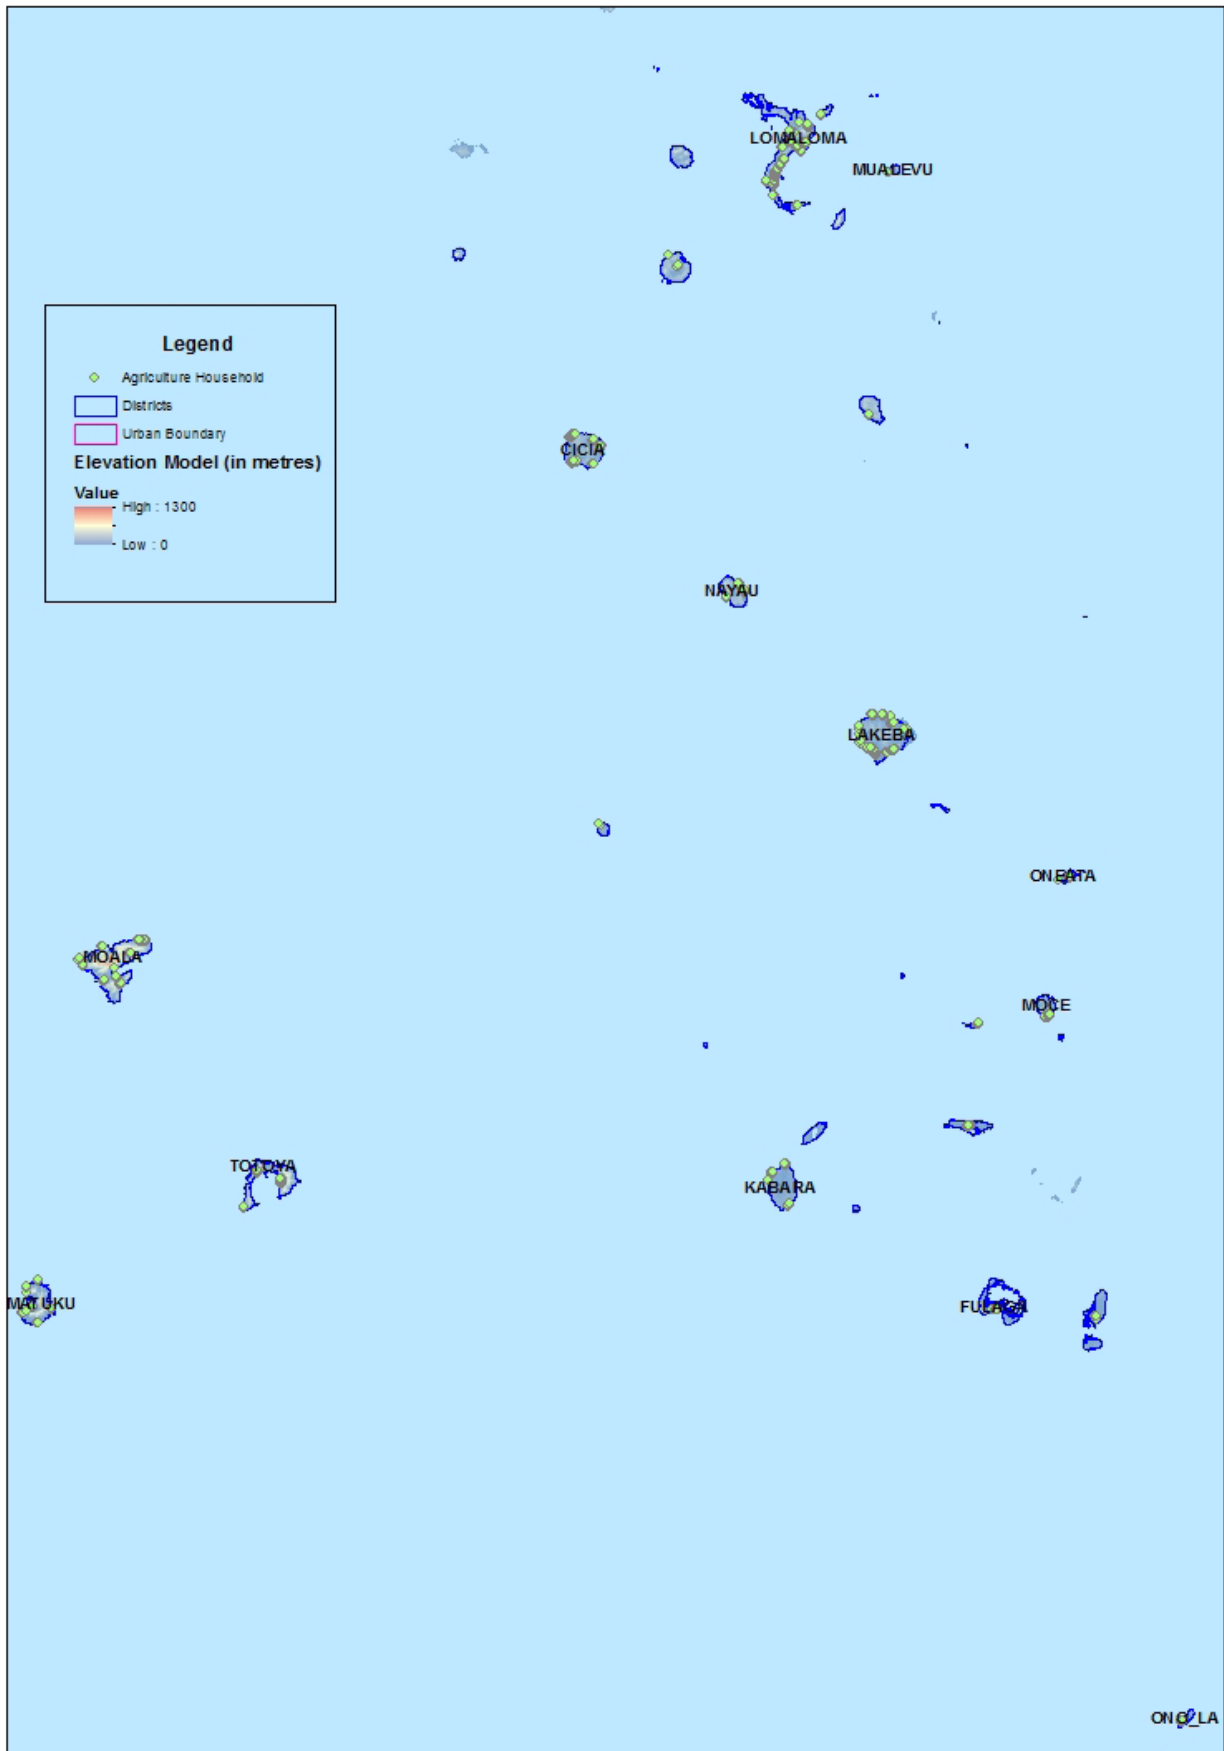 LOMALOMA
MUALEVU
Legend
Agriculture Household
Districts
Urban Boundary
Elevation Model (in metres)
Value
High : 1300
Low : 0
CICIA
NAYAU
LAKEBA
ONEATA
MOALA
MOCE
TOTOYA
KABARA
MATUKU
FULAGA
ONO_LA